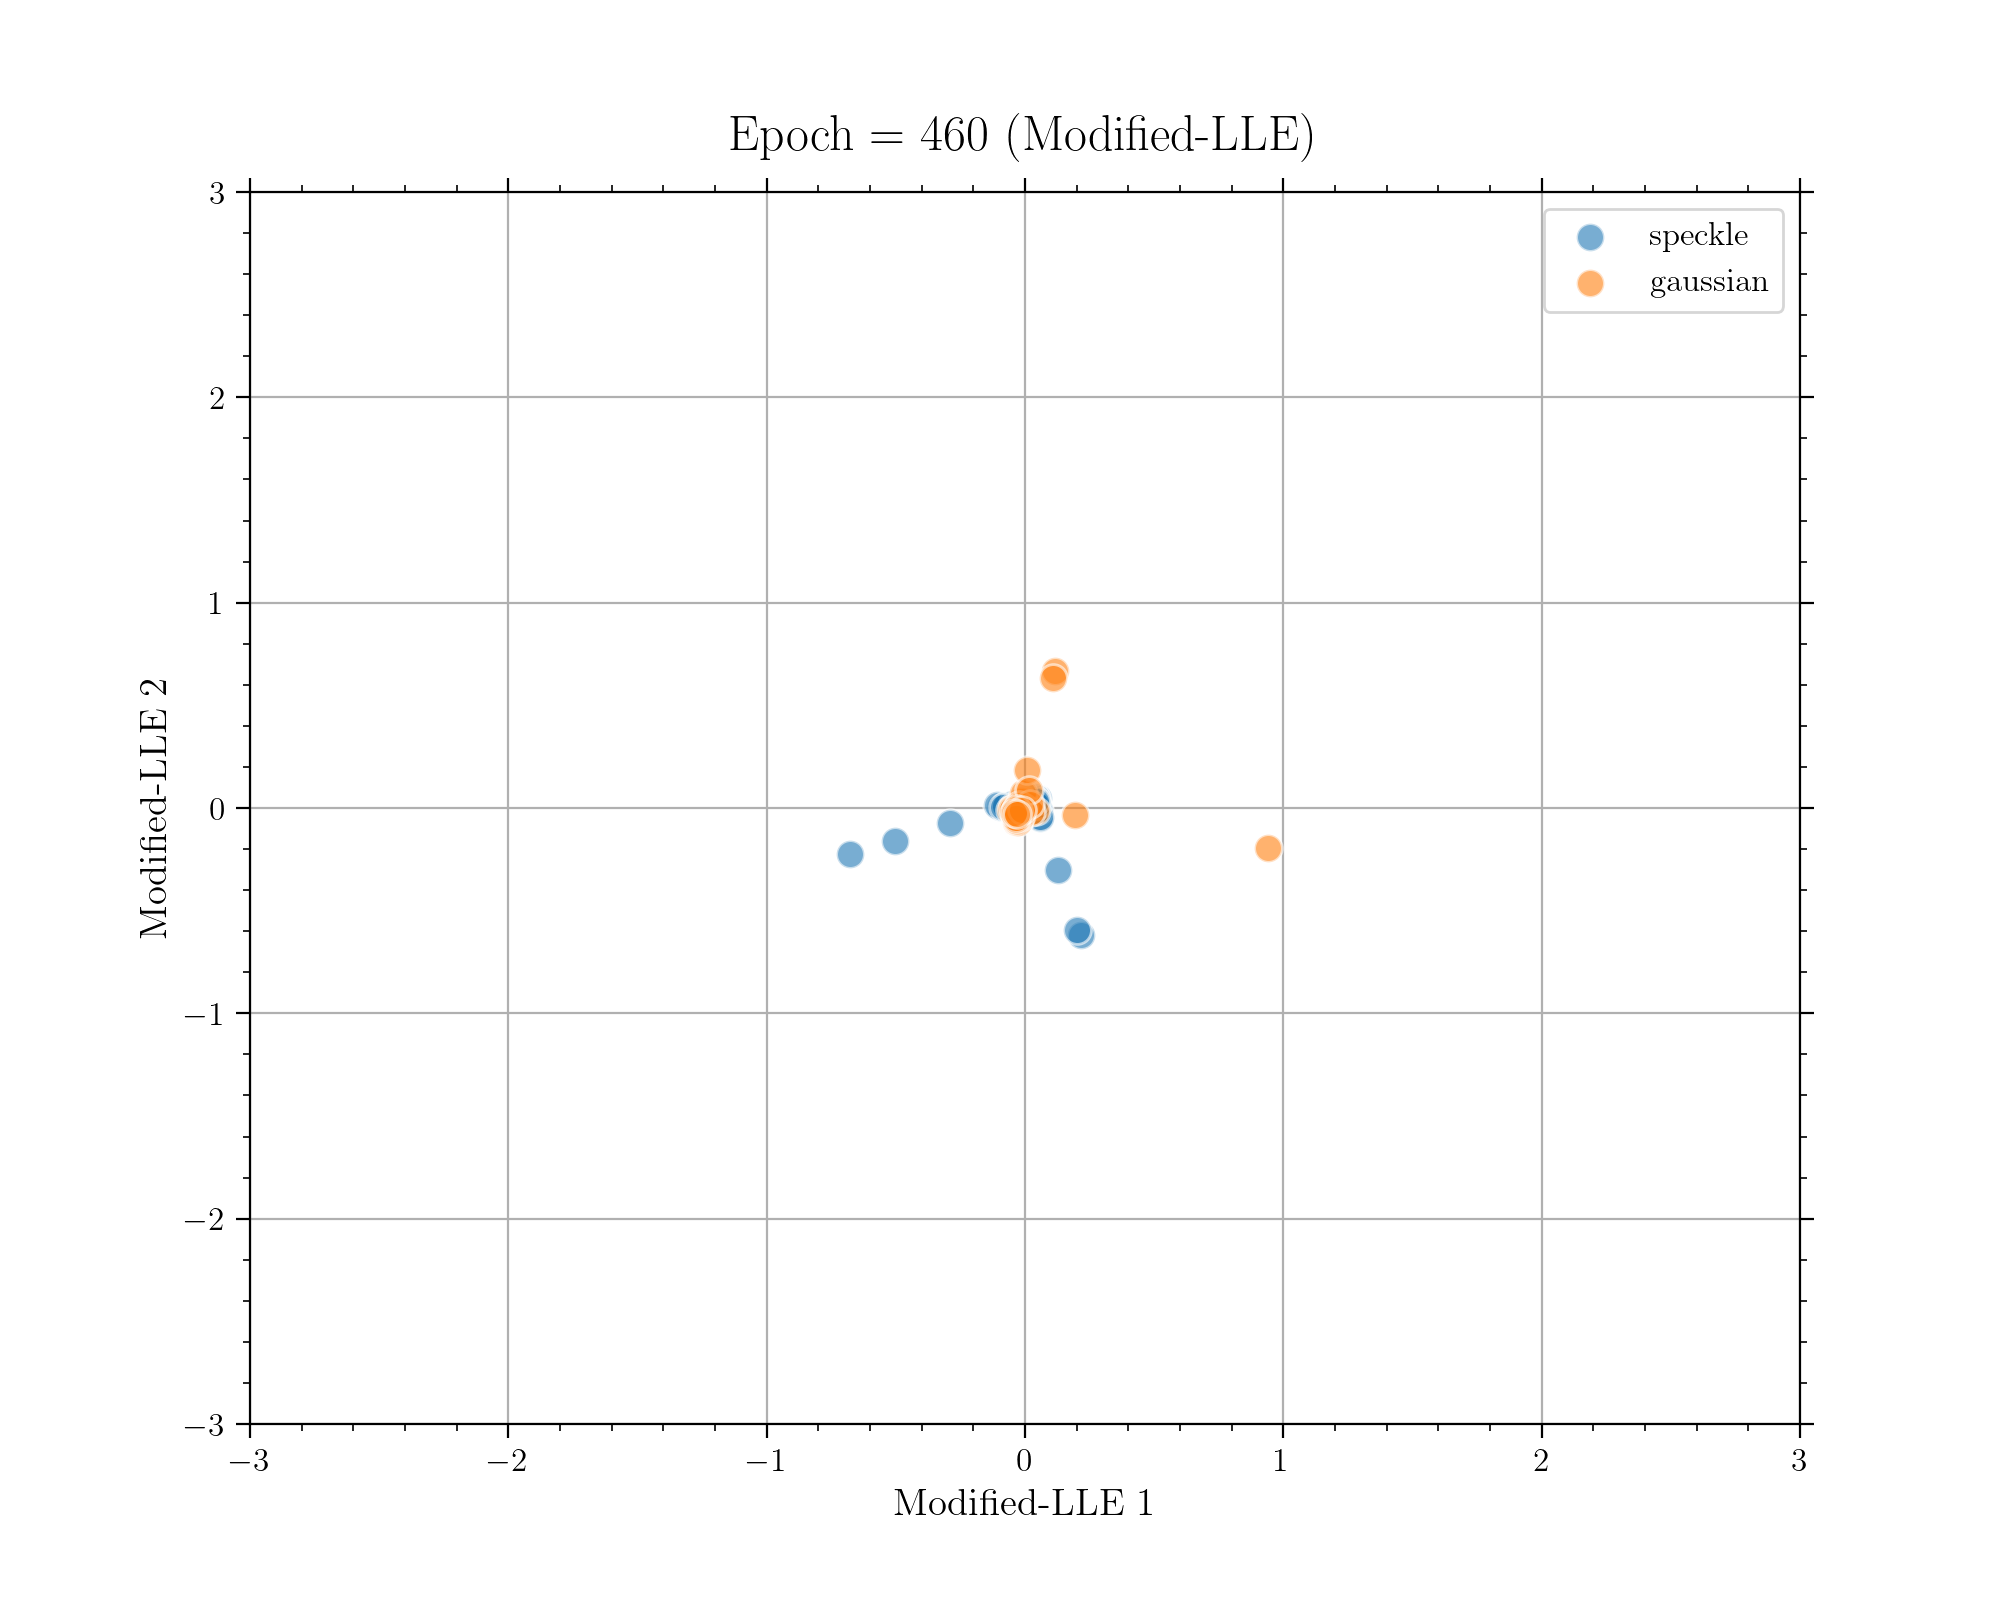 Epoch = 460 (Modified-LLE)
speckle
gaussian
3
2
1
0
−1
−2
−3
Modified-LLE 2
−3
−2
−1
0
1
2
3
Modified-LLE 1